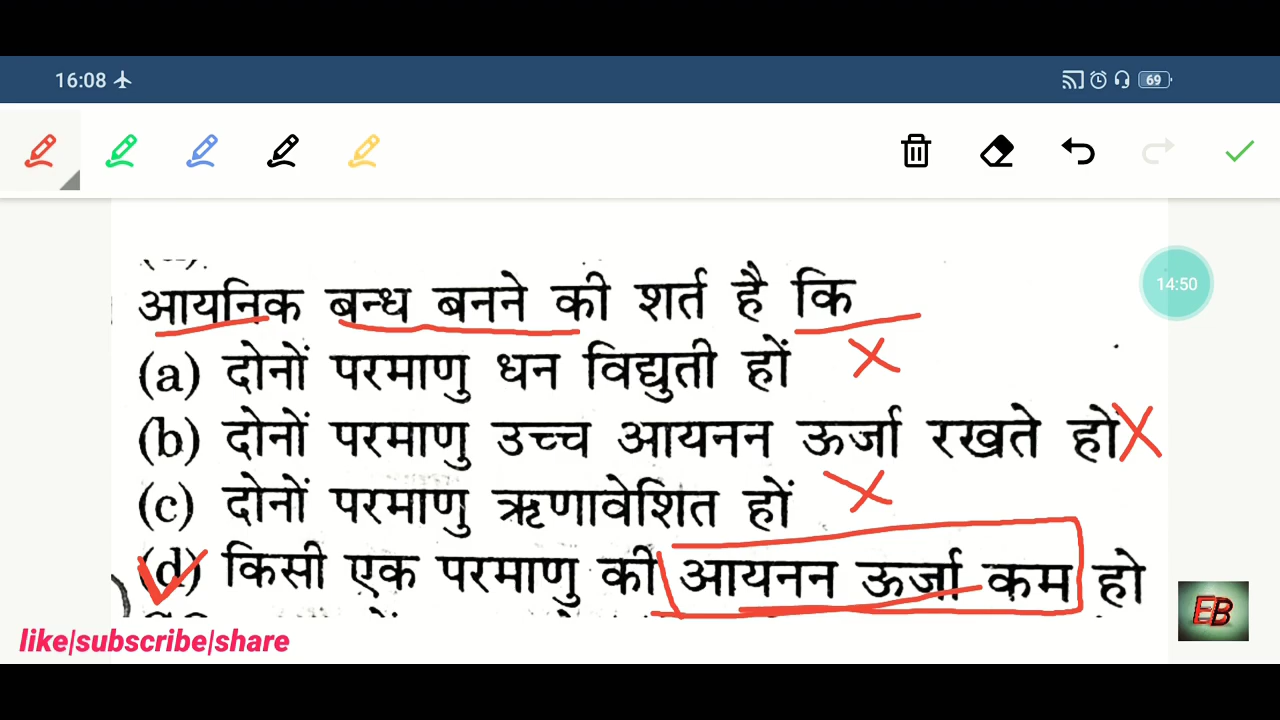 16:08
69
14:50
आयनिक बन्ध बनने की शर्त है कि
(a) दोनों परमाणु धन विद्युती हों
(b) दोनों परमाणु उच्च आयनन ऊर्जा रखते हों
(c) दोनों परमाणु ऋणावेशित हों
(d) किसी एक परमाणु की आयनन ऊर्जा कम हो
EB
like|subscribe|share